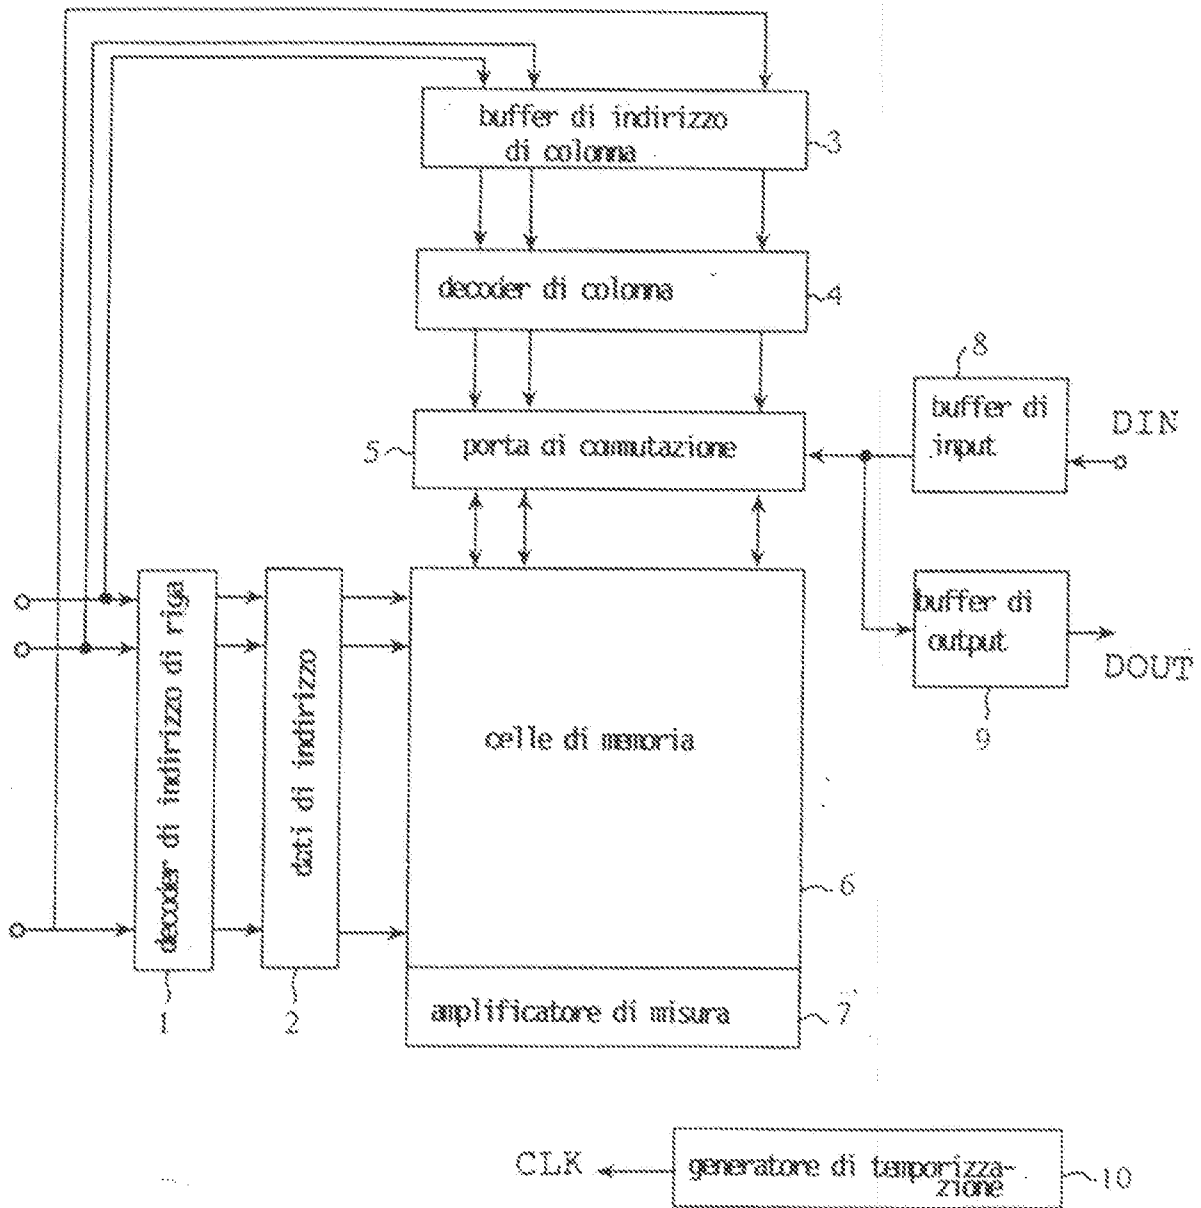 buffer di indirizzo
di colonna
3
decoder di colonna
4
8
buffer di
input
DIN
5
porta di commutazione
buffer di
output
DOUT
9
decoder di indirizzo di riga
dati di indirizzo
celle di memoria
6
1
2
amplificatore di misura
7
CLK
generatore di temporizza-
zione
10